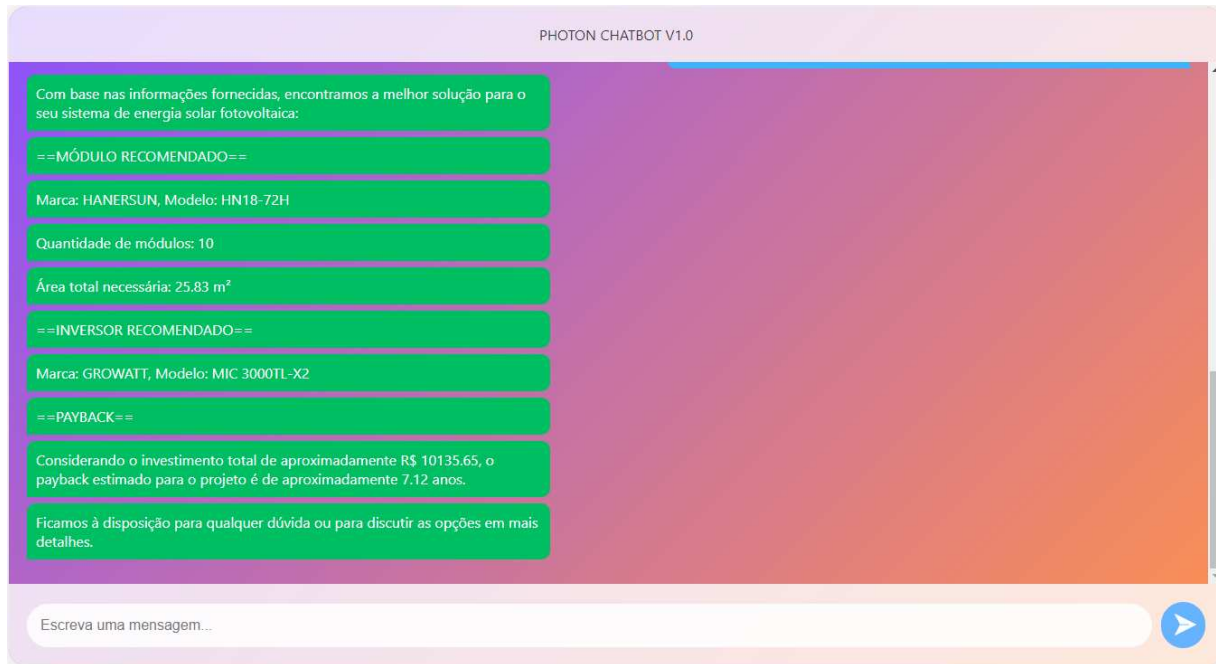 PHOTON CHATBOT V1.0
Com base nas informações fornecidas, encontramos a melhor solução para o
seu sistema de energia solar fotovoltaica:
==MÓDULO RECOMENDADO==
Marca: HANERSUN, Modelo: HN18-72H
Quantidade de módulos: 10
Área total necessária: 25.83 m²
==INVERSOR RECOMENDADO==
Marca: GROWATT, Modelo: MIC 3000TL-X2
==PAYBACK==
Considerando o investimento total de aproximadamente R$ 10135.65, o
payback estimado para o projeto é de aproximadamente 7.12 anos.
Ficamos à disposição para qualquer dúvida ou para discutir as opções em mais
detalhes.
Escreva uma mensagem...